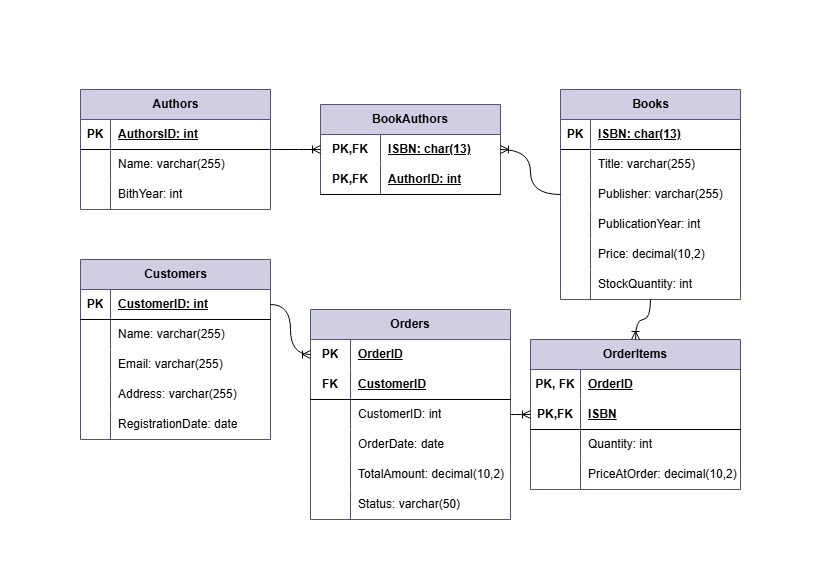 Authors
PK AuthorsID: int
Name: varchar(255)
BithYear: int
BookAuthors
PK,FK ISBN: char(13)
PK,FK AuthorID: int
Books
PK ISBN: char(13)
Title: varchar(255)
Publisher: varchar(255)
PublicationYear: int
Price: decimal(10,2)
StockQuantity: int
Customers
PK CustomerID: int
Name: varchar(255)
Email: varchar(255)
Address: varchar(255)
RegistrationDate: date
Orders
PK OrderID
FK CustomerID
CustomerID: int
OrderDate: date
TotalAmount: decimal(10,2)
Status: varchar(50)
OrderItems
PK, FK OrderID
PK,FK ISBN
Quantity: int
PriceAtOrder: decimal(10,2)